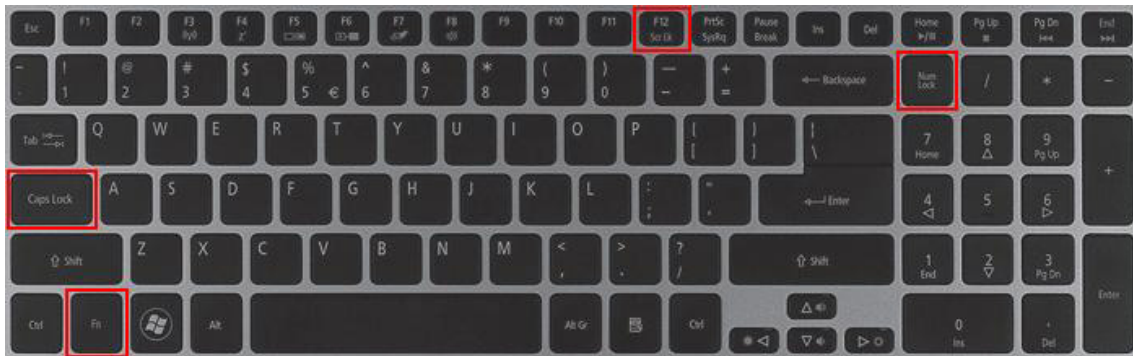 Esc F1 F2 F3 F4 F5 F6 F7 F8 F9 F10 F11 F12 PrtSc Pause Ins Del Home Pg Up Pg Dn End
zᶻ Scr Lk SysRq Break
! @ # $ % ^ & * ( ) — + ← Backspace Num Lock / * -
1 2 3 4 5 € 6 7 8 9 0 - =
Tab Q W E R T Y U I O P [ ] | 7 8 9 +
[ ] \ Home Pg Up
Caps Lock A S D F G H J K L : " Enter 4 5 6
; ,
Shift Z X C V B N M < > ? Shift 1 2 3 Enter
, . / End Pg Dn
Ctrl Fn Alt Alt Gr Ctrl 0 .
Ins Del